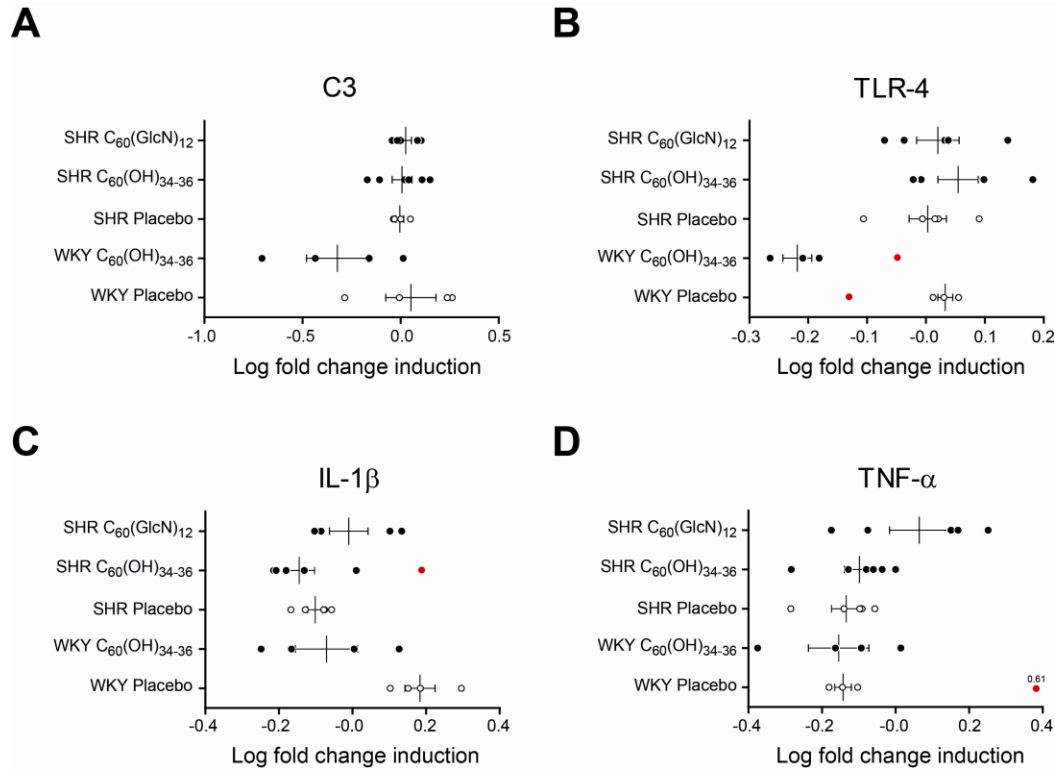 A
C3
SHR C₆₀(GlcN)₁₂
SHR C₆₀(OH)₃₄₋₃₆
SHR Placebo
WKY C₆₀(OH)₃₄₋₃₆
WKY Placebo
-1.0 -0.5 0.0 0.5
Log fold change induction
B
TLR-4
SHR C₆₀(GlcN)₁₂
SHR C₆₀(OH)₃₄₋₃₆
SHR Placebo
WKY C₆₀(OH)₃₄₋₃₆
WKY Placebo
-0.3 -0.2 -0.1 -0.0 0.1 0.2
Log fold change induction
C
IL-1β
SHR C₆₀(GlcN)₁₂
SHR C₆₀(OH)₃₄₋₃₆
SHR Placebo
WKY C₆₀(OH)₃₄₋₃₆
WKY Placebo
-0.4 -0.2 -0.0 0.2 0.4
Log fold change induction
D
TNF-α
SHR C₆₀(GlcN)₁₂
SHR C₆₀(OH)₃₄₋₃₆
SHR Placebo
WKY C₆₀(OH)₃₄₋₃₆
WKY Placebo
0.61
-0.4 -0.2 -0.0 0.2 0.4
Log fold change induction